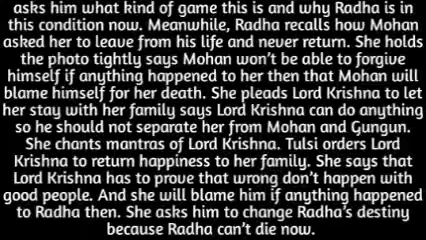 asks him what kind of game this is and why Radha is in
this condition now. Meanwhile, Radha recalls how Mohan
asked her to leave from his life and never return. She holds
the photo tightly says Mohan won't be able to forgive
himself if anything happened to her then that Mohan will
blame himself for her death. She pleads Lord Krishna to let
her stay with her family says Lord Krishna can do anything
so he should not separate her from Mohan and Gungun.
She chants mantras of Lord Krishna. Tulsi orders Lord
Krishna to return happiness to her family. She says that
Lord Krishna has to prove that wrong don't happen with
good people. And she will blame him if anything happened
to Radha then. She asks him to change Radha's destiny
because Radha can't die now.